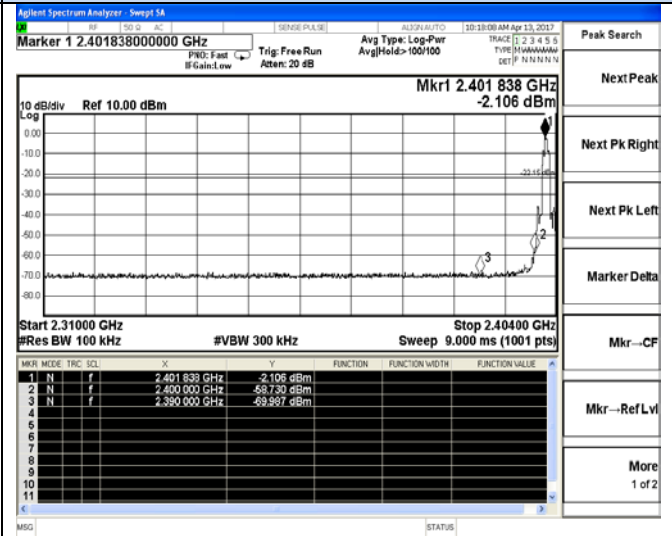 Agilent Spectrum Analyzer - Swept SA
RF 50 Ω AC SENSE:PULSE ALIGNAUTO 10:18:08 AM Apr 13, 2017
Marker 1 2.401838000000 GHz
PNO: Fast
IFGain:Low
Trig: Free Run
Atten: 20 dB
Avg Type: Log-Pwr
Avg|Hold:>100/100
TRACE 1 2 3 4 5 6
TYPE MWWWWW
DET P N N N N N
Peak Search
Mkr1 2.401 838 GHz
-2.106 dBm
10 dB/div Ref 10.00 dBm
Log
0.00
-10.0
-20.0
-30.0
-40.0
-50.0
-60.0
-70.0
-80.0
1
2
3
Start 2.31000 GHz Stop 2.40400 GHz
#Res BW 100 kHz #VBW 300 kHz Sweep 9.000 ms (1001 pts)
MKR MODE TRC SCL X Y FUNCTION FUNCTION WIDTH FUNCTION VALUE
1 N f 2.401 838 GHz -2.106 dBm
2 N f 2.400 000 GHz -58.730 dBm
3 N f 2.390 000 GHz -69.987 dBm
4
5
6
7
8
9
10
11
MSG STATUS
Next Peak
Next Pk Right
Next Pk Left
Marker Delta
Mkr→CF
Mkr→Ref Lvl
More
1 of 2